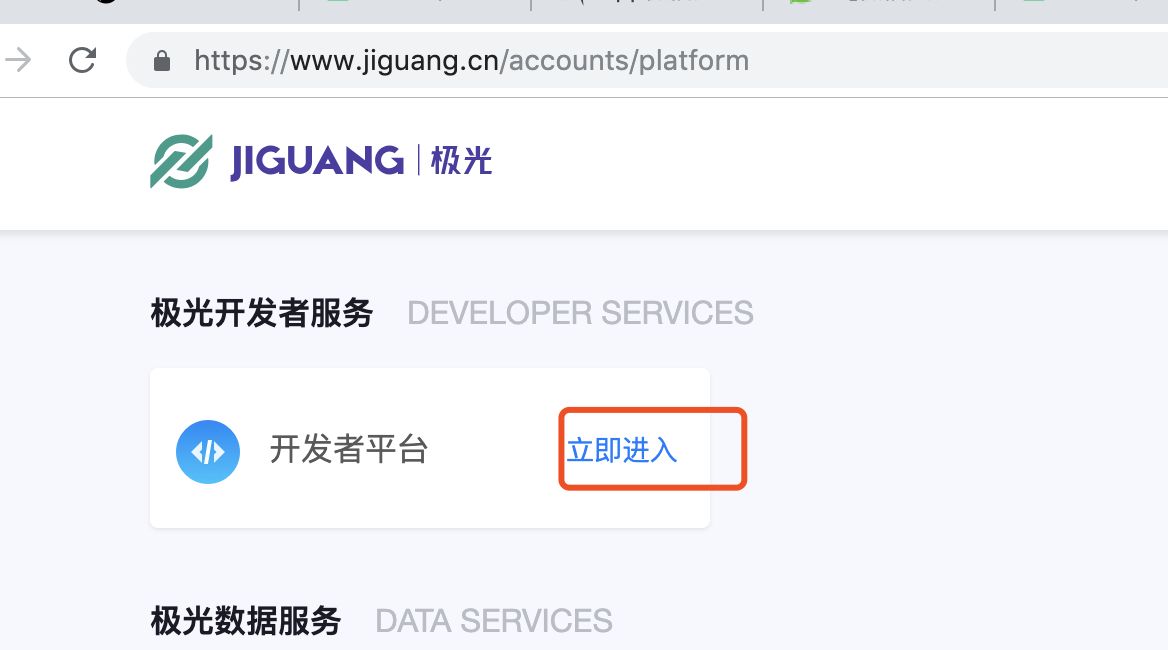 https://www.jiguang.cn/accounts/platform
JIGUANG | 极光
极光开发者服务 DEVELOPER SERVICES
开发者平台 立即进入
极光数据服务 DATA SERVICES